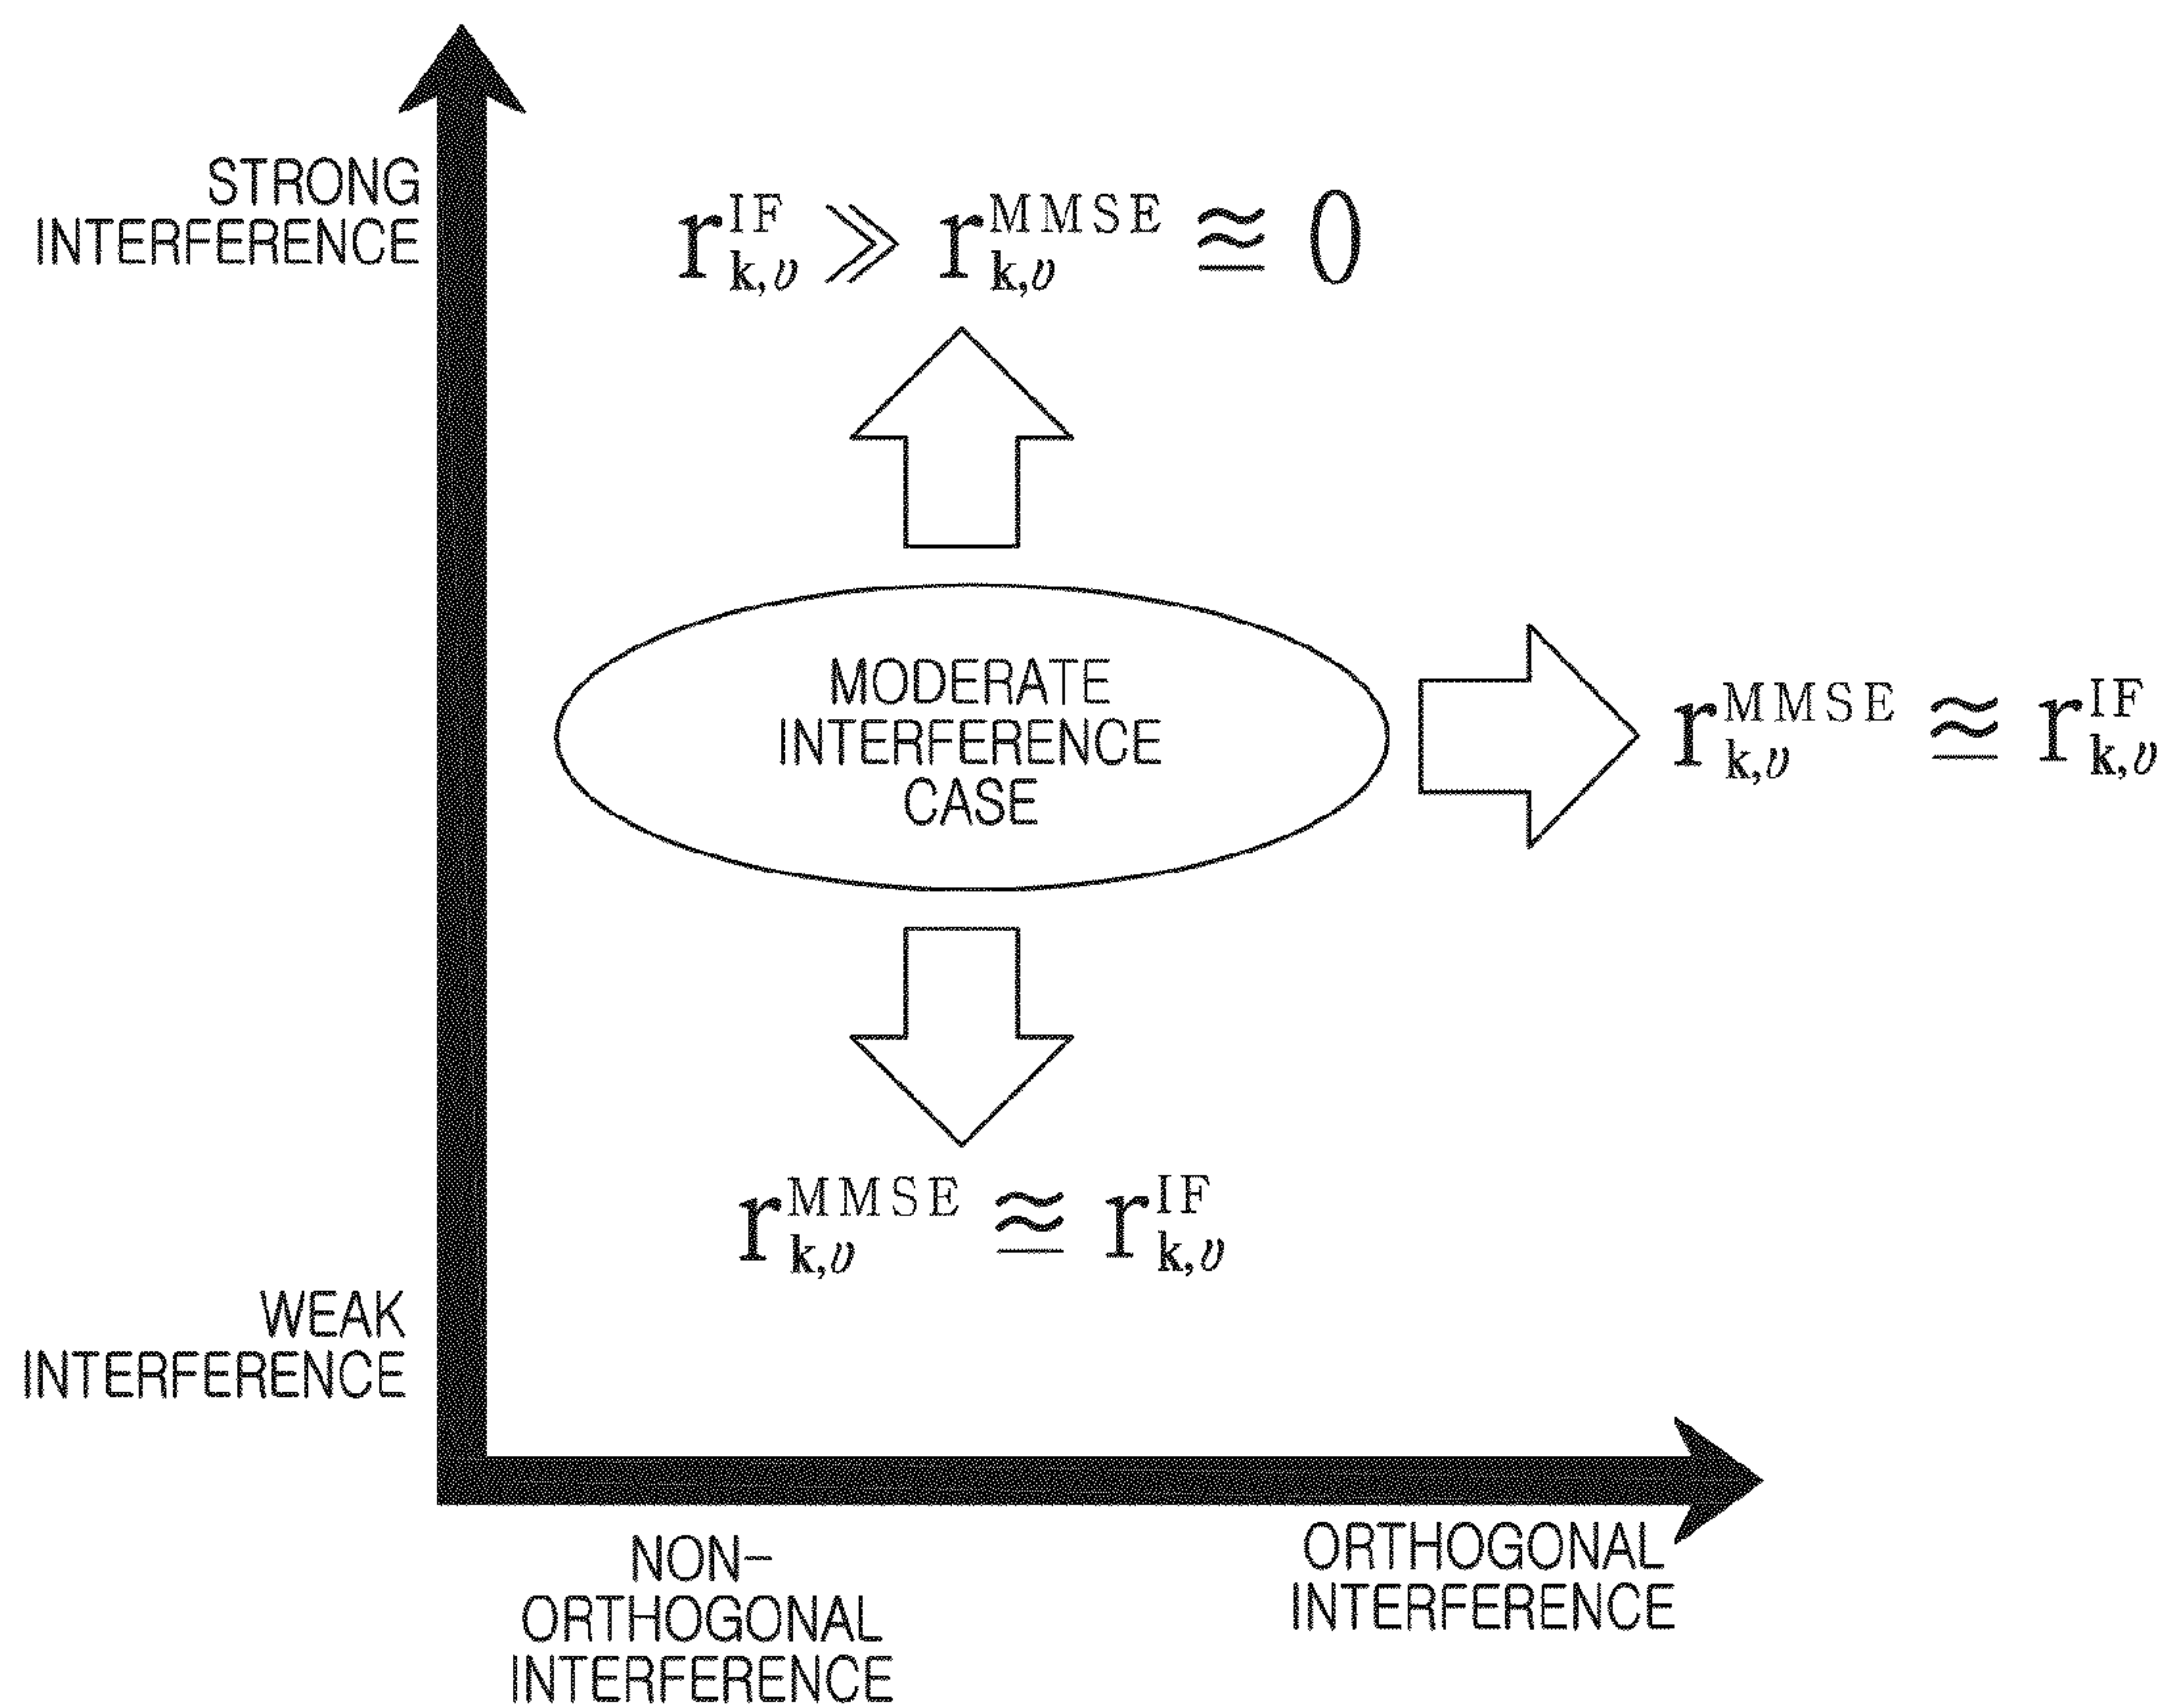 STRONG
INTERFERENCE
r_{k,υ}^{IF} ≫ r_{k,υ}^{MMSE} ≊ 0
MODERATE
INTERFERENCE
CASE
r_{k,υ}^{MMSE} ≊ r_{k,υ}^{IF}
r_{k,υ}^{MMSE} ≊ r_{k,υ}^{IF}
WEAK
INTERFERENCE
NON-
ORTHOGONAL
INTERFERENCE
ORTHOGONAL
INTERFERENCE